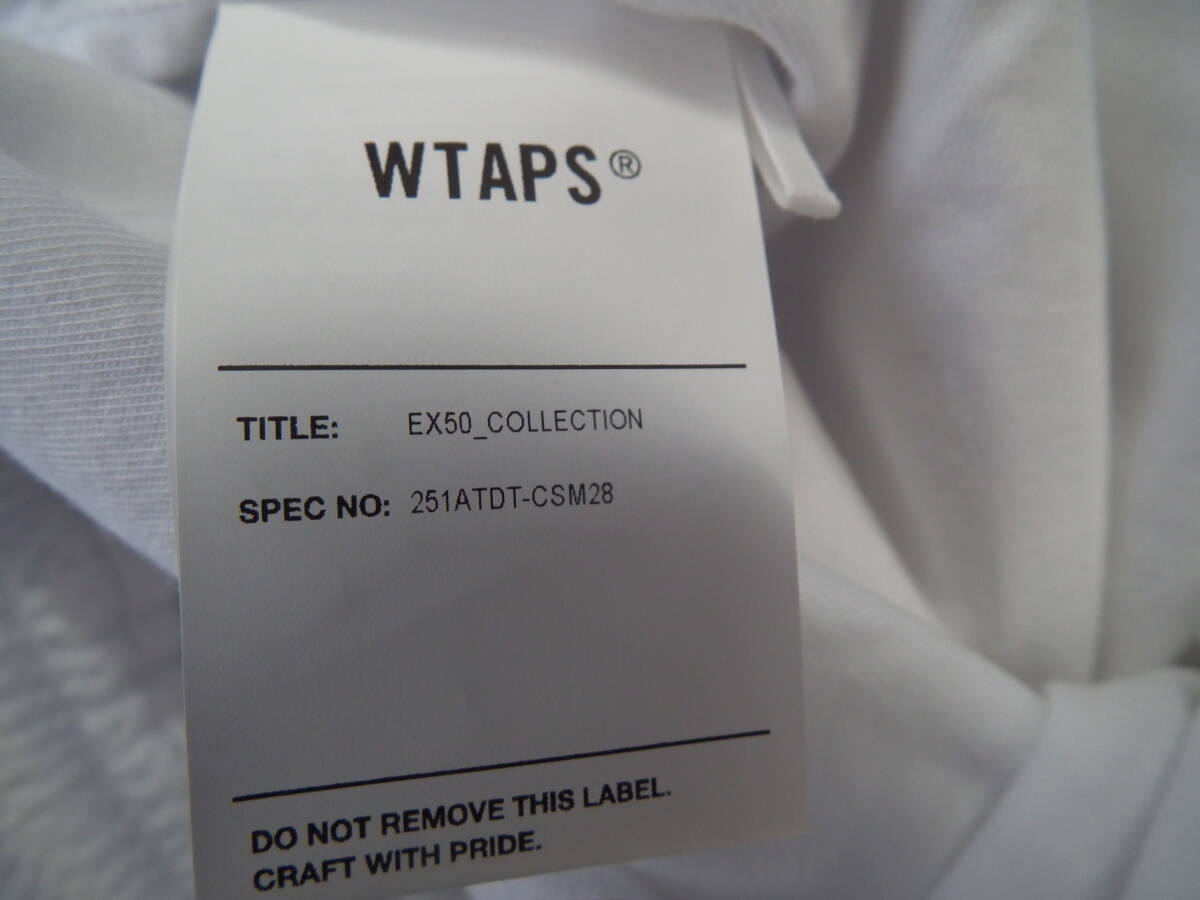 WTAPS®
TITLE: EX50_COLLECTION
SPEC NO: 251ATDT-CSM28
DO NOT REMOVE THIS LABEL.
CRAFT WITH PRIDE.